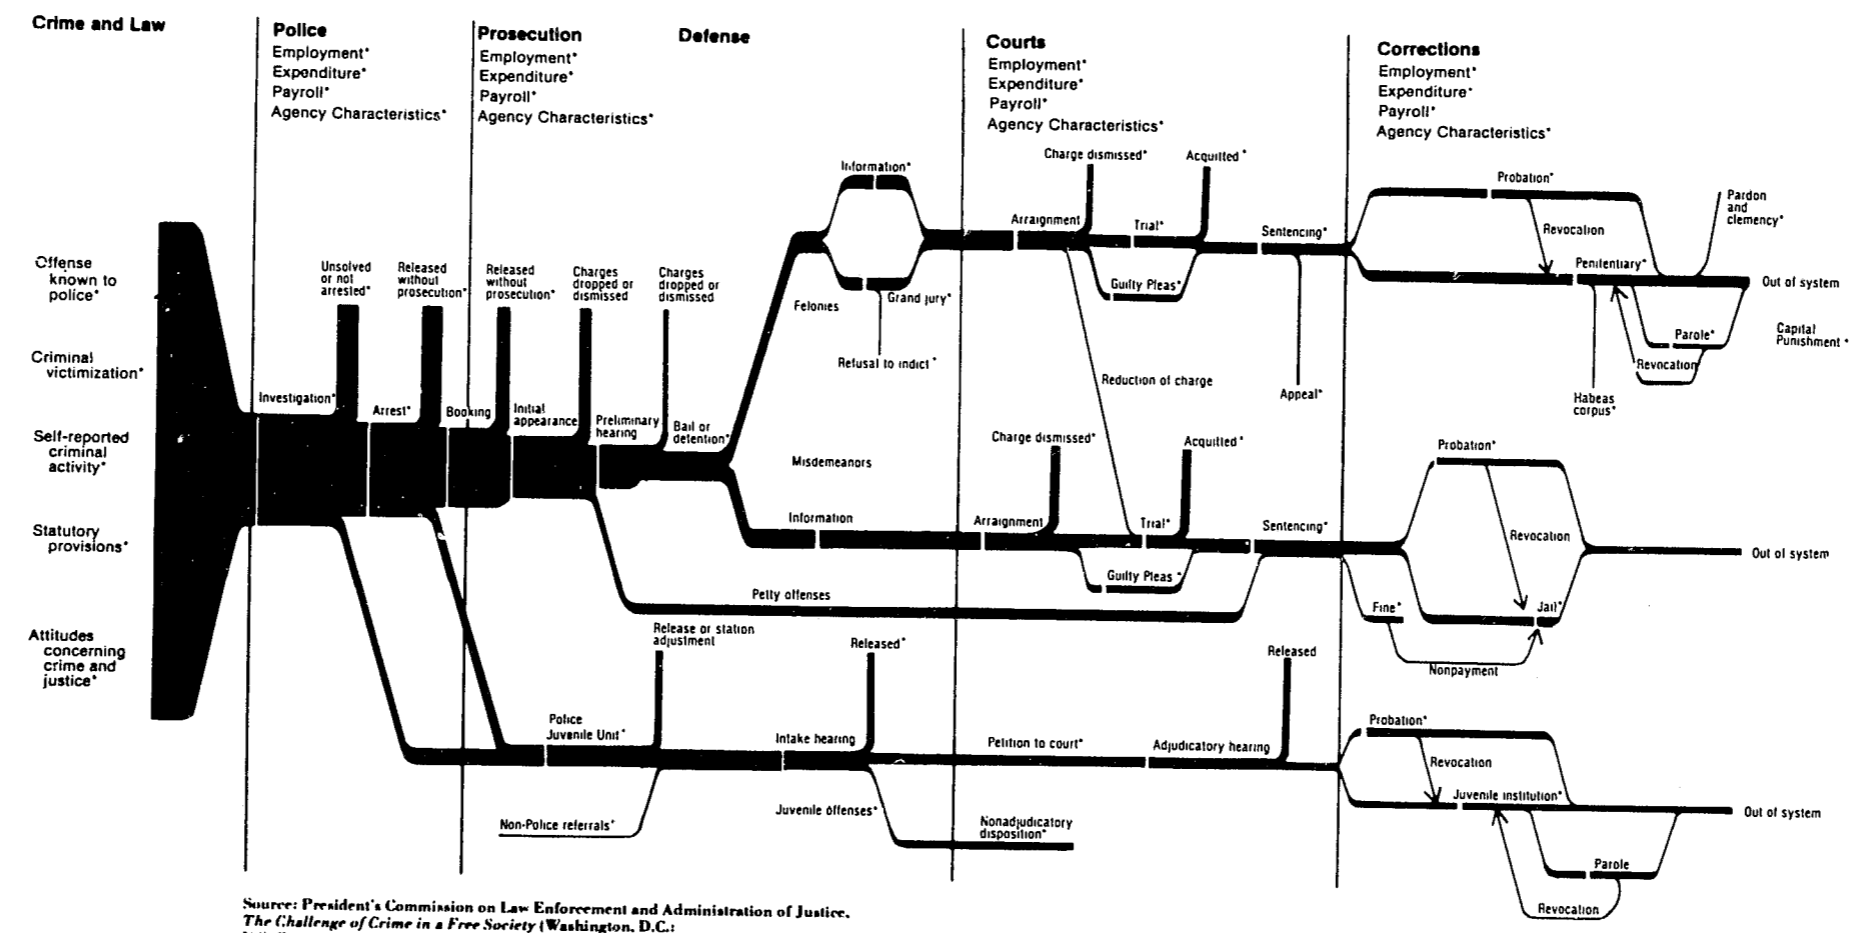 Crime and Law
Police
Employment*
Expenditure*
Payroll*
Agency Characteristics*
Prosecution
Employment*
Expenditure*
Payroll*
Agency Characteristics*
Defense
Courts
Employment*
Expenditure*
Payroll*
Agency Characteristics*
Corrections
Employment*
Expenditure*
Payroll*
Agency Characteristics*
Offense
known to
police*
Criminal
victimization*
Self-reported
criminal
activity*
Statutory
provisions*
Attitudes
concerning
crime and
justice*
Investigation*
Unsolved
or not
arrested*
Arrest*
Released
without
prosecution*
Booking
Released
without
prosecution*
Initial
appearance
Charges
dropped or
dismissed
Preliminary
hearing
Charges
dropped or
dismissed
Bail or
detention*
Felonies
Information*
Grand jury*
Refusal to indict*
Misdemeanors
Information
Petty offenses
Arraignment
Charge dismissed*
Trial*
Acquitted*
Guilty Pleas*
Sentencing*
Reduction of charge
Appeal*
Charge dismissed*
Arraignment
Trial*
Acquitted*
Guilty Pleas*
Sentencing*
Probation*
Revocation
Penitentiary*
Pardon
and
clemency*
Out of system
Capital
Punishment*
Parole*
Revocation
Habeas
corpus*
Probation*
Revocation
Fine*
Jail*
Nonpayment
Out of system
Police
Juvenile Unit*
Release or station
adjustment
Non-Police referrals*
Intake hearing
Released*
Juvenile offenses*
Nonadjudicatory
disposition*
Petition to court*
Adjudicatory hearing
Released
Probation*
Revocation
Juvenile institution*
Out of system
Parole
Revocation
Source: President's Commission on Law Enforcement and Administration of Justice,
The Challenge of Crime in a Free Society (Washington, D.C.: